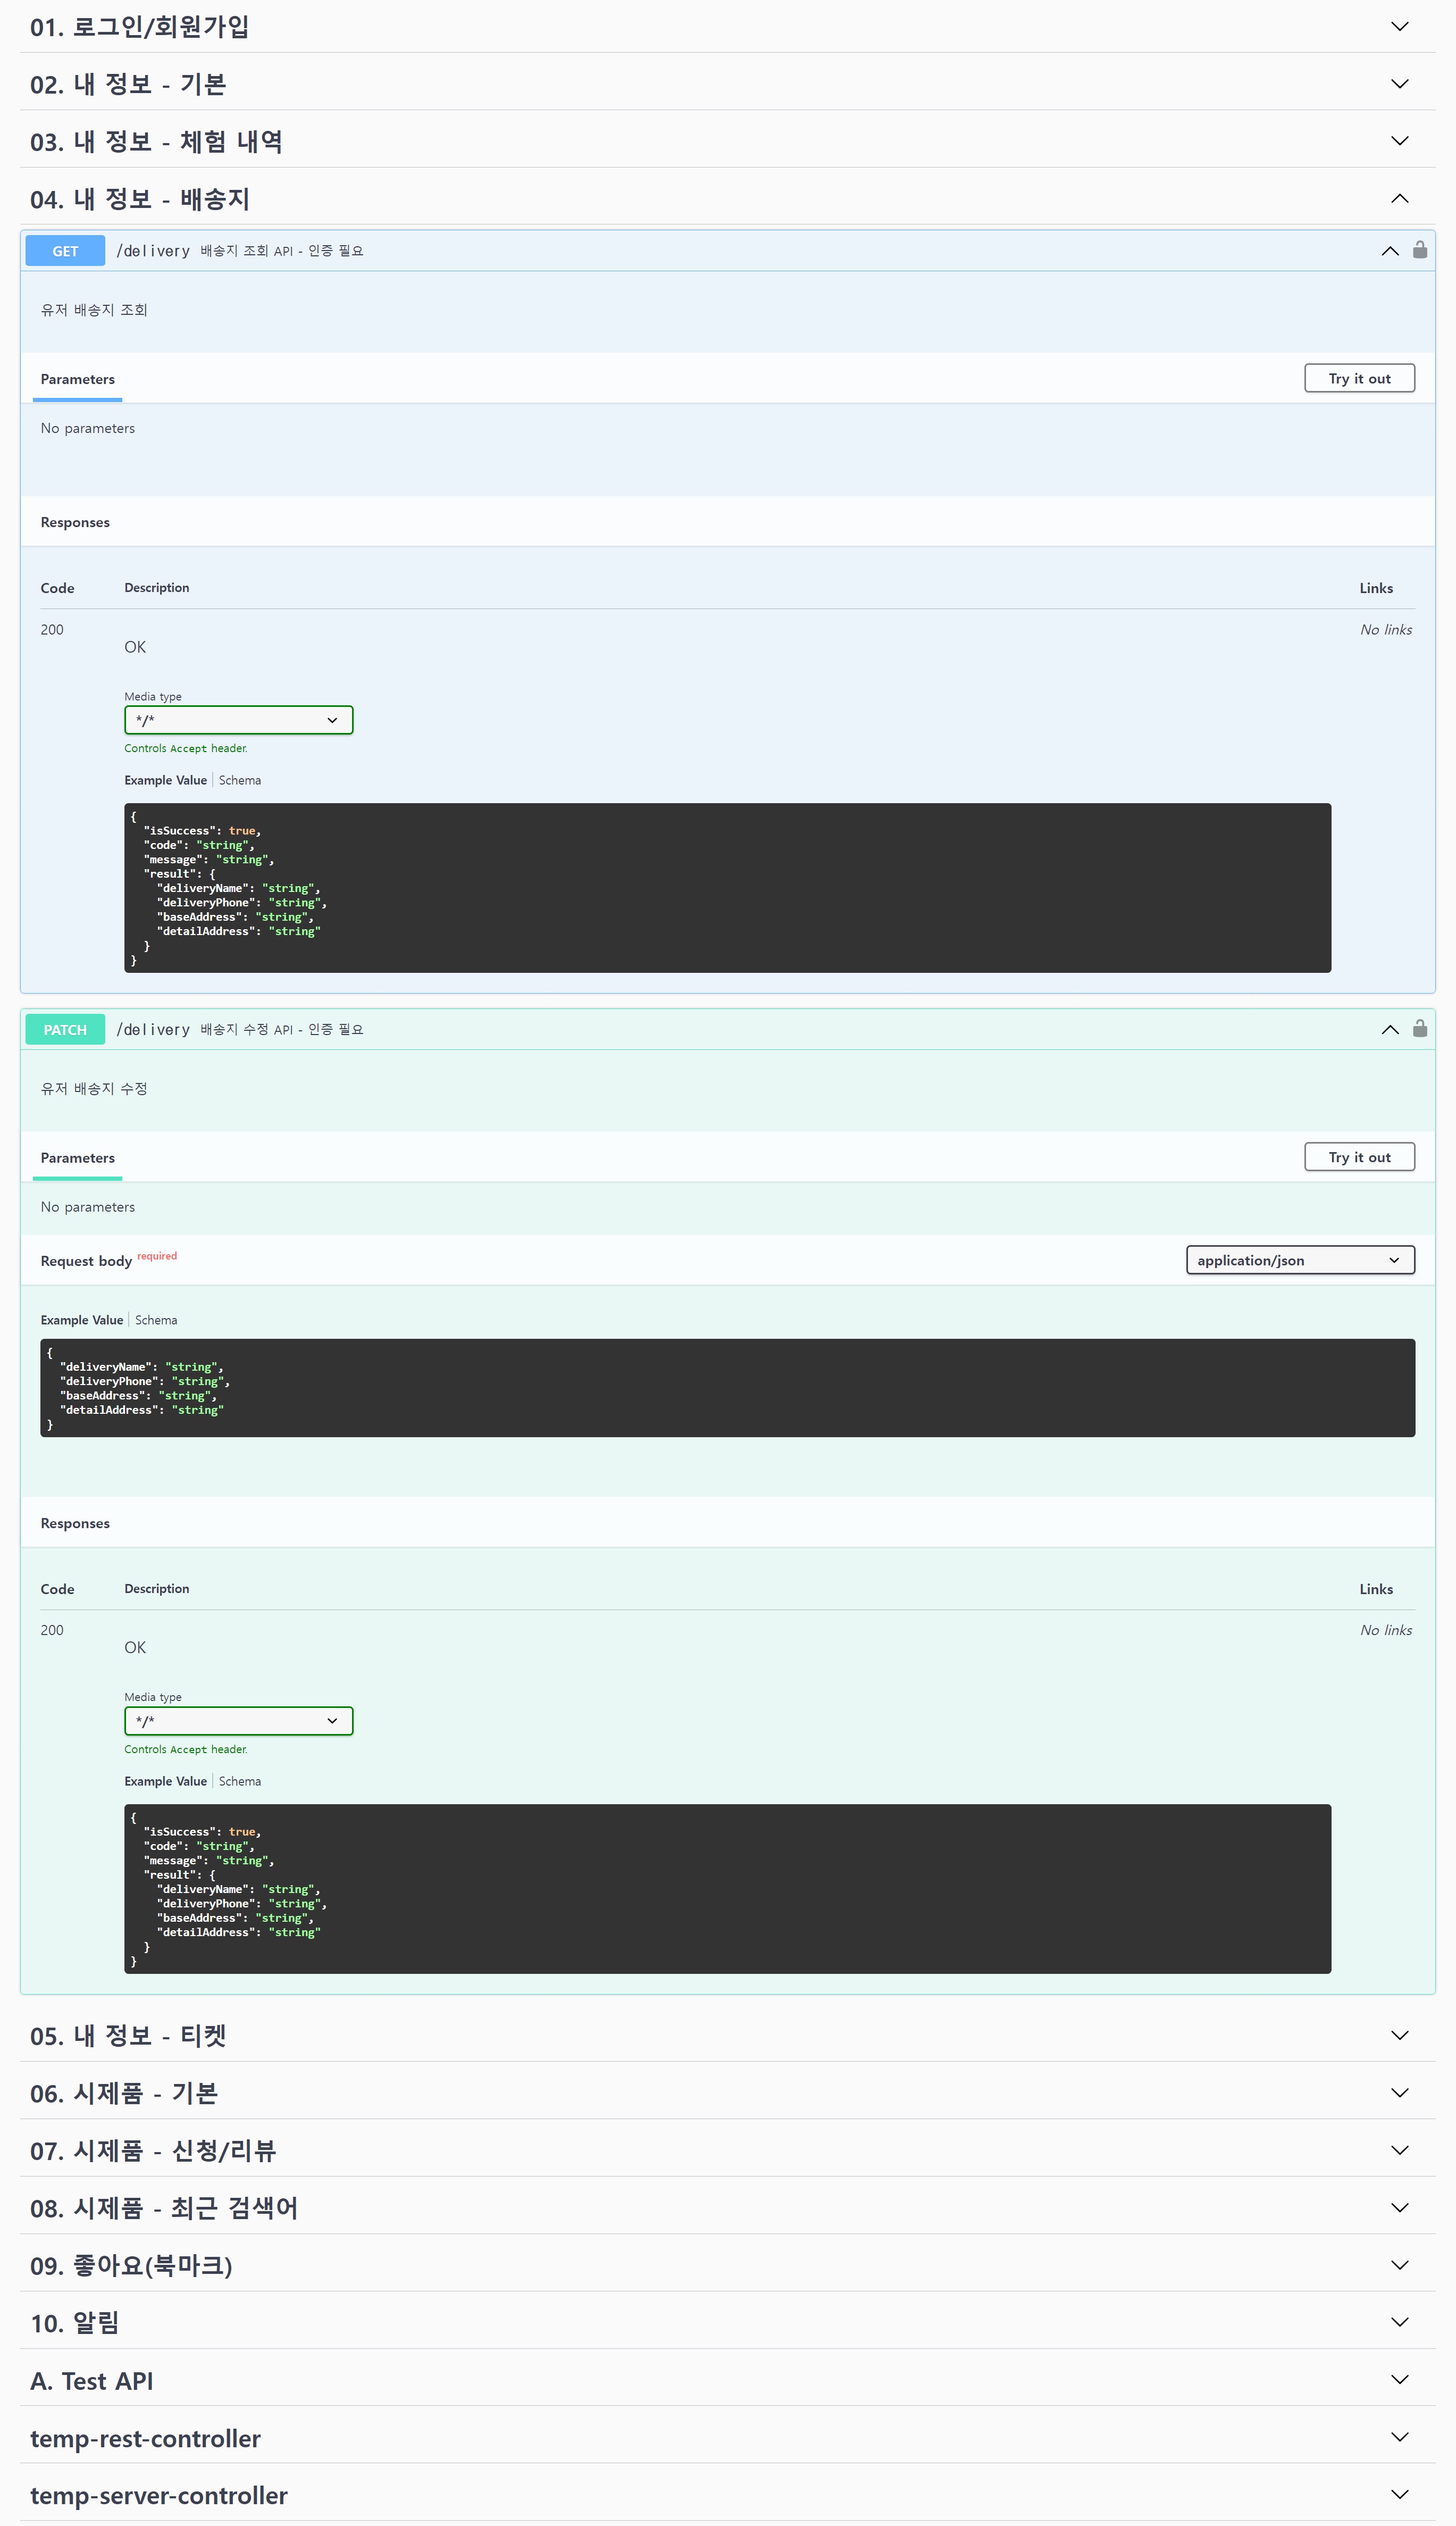 01. 로그인/회원가입
02. 내 정보 - 기본
03. 내 정보 - 체험 내역
04. 내 정보 - 배송지
GET /delivery 배송지 조회 API - 인증 필요
유저 배송지 조회
Parameters Try it out
No parameters
Responses
Code Description Links
200 No links
OK
Media type
*/*
Controls Accept header.
Example Value Schema
{
"isSuccess": true,
"code": "string",
"message": "string",
"result": {
"deliveryName": "string",
"deliveryPhone": "string",
"baseAddress": "string",
"detailAddress": "string"
}
}
PATCH /delivery 배송지 수정 API - 인증 필요
유저 배송지 수정
Parameters Try it out
No parameters
Request body required application/json
Example Value Schema
{
"deliveryName": "string",
"deliveryPhone": "string",
"baseAddress": "string",
"detailAddress": "string"
}
Responses
Code Description Links
200 No links
OK
Media type
*/*
Controls Accept header.
Example Value Schema
{
"isSuccess": true,
"code": "string",
"message": "string",
"result": {
"deliveryName": "string",
"deliveryPhone": "string",
"baseAddress": "string",
"detailAddress": "string"
}
}
05. 내 정보 - 티켓
06. 시제품 - 기본
07. 시제품 - 신청/리뷰
08. 시제품 - 최근 검색어
09. 좋아요(북마크)
10. 알림
A. Test API
temp-rest-controller
temp-server-controller